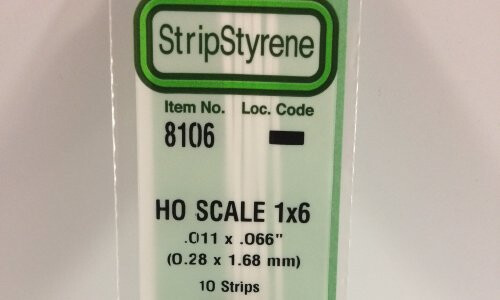 StripStyrene
Item No. Loc. Code
8106
HO SCALE 1x6
.011 x .066"
(0.28 x 1.68 mm)
10 Strips